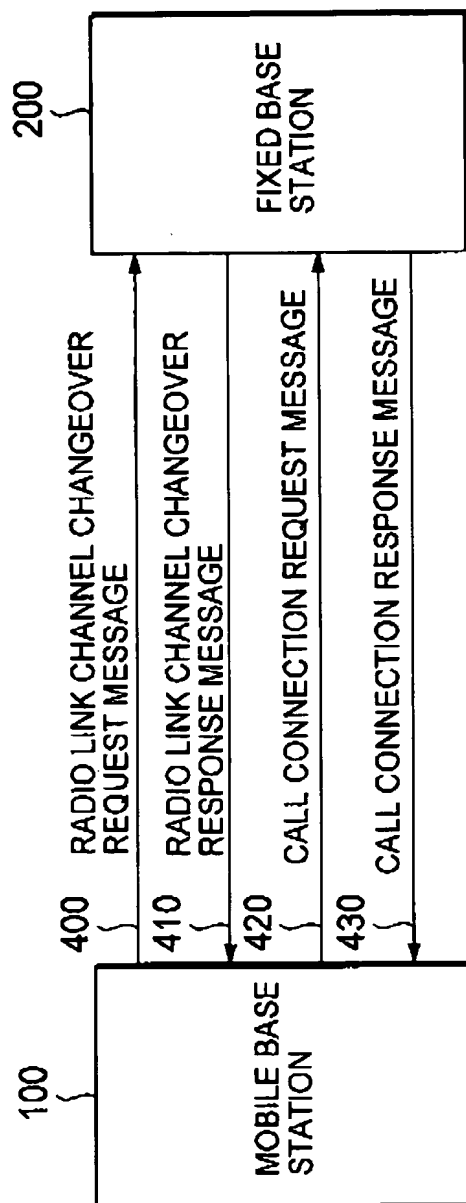 100
MOBILE BASE
STATION
200
FIXED BASE
STATION
400
RADIO LINK CHANNEL CHANGEOVER
REQUEST MESSAGE
410
RADIO LINK CHANNEL CHANGEOVER
RESPONSE MESSAGE
420
CALL CONNECTION REQUEST MESSAGE
430
CALL CONNECTION RESPONSE MESSAGE